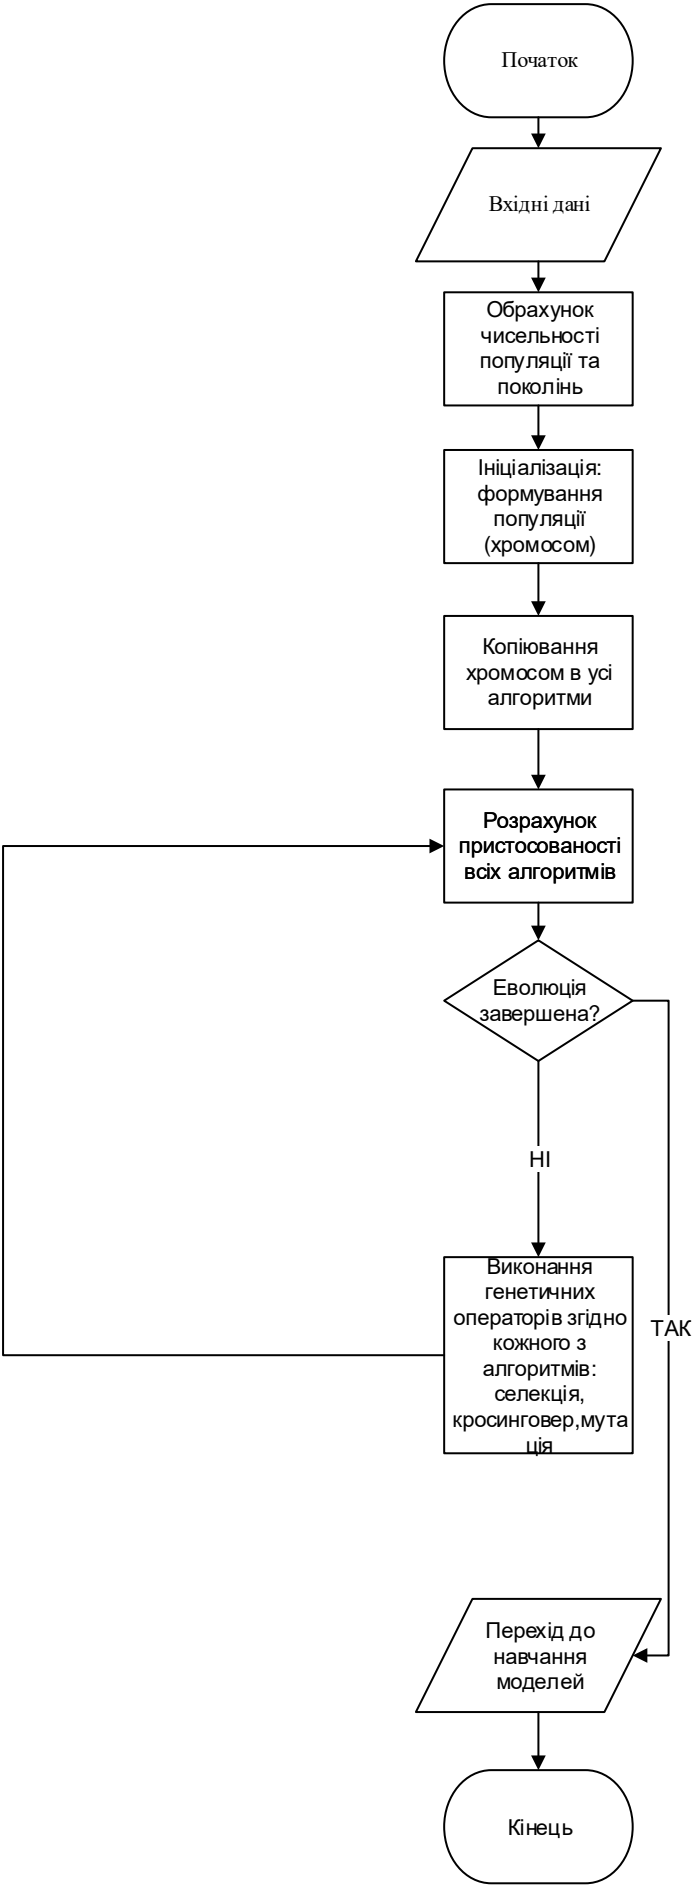 Початок
Вхідні дані
Обрахунок
чисельності
популяції та
поколінь
Ініціалізація:
формування
популяції
(хромосом)
Копіювання
хромосом в усі
алгоритми
Розрахунок
пристосованості
всіх алгоритмів
Еволюція
завершена?
НІ
Виконання
генетичних
операторів згідно
кожного з
алгоритмів:
селекція,
кросинговер,мута
ція
ТАК
Перехід до
навчання
моделей
Кінець